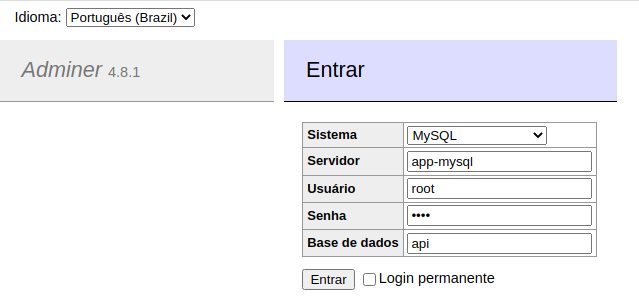 Idioma: Português (Brazil)
Adminer 4.8.1
Entrar
Sistema MySQL
Servidor app-mysql
Usuário root
Senha ••••
Base de dados api
Entrar Login permanente